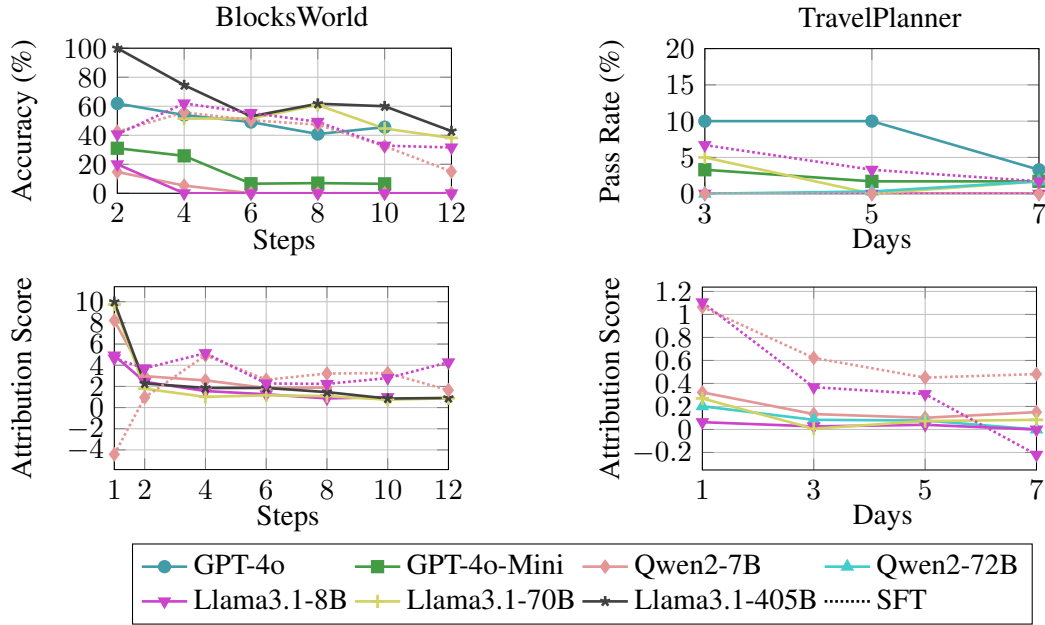 BlocksWorld
TravelPlanner
Accuracy (%)
100
80
60
40
20
0
2 4 6 8 10 12
Steps
Pass Rate (%)
20
15
10
5
0
3 5 7
Days
Attribution Score
10
8
6
4
2
0
−2
−4
1 2 4 6 8 10 12
Steps
Attribution Score
1.2
1
0.8
0.6
0.4
0.2
0
−0.2
1 3 5 7
Days
GPT-4o GPT-4o-Mini Qwen2-7B Qwen2-72B
Llama3.1-8B Llama3.1-70B Llama3.1-405B SFT